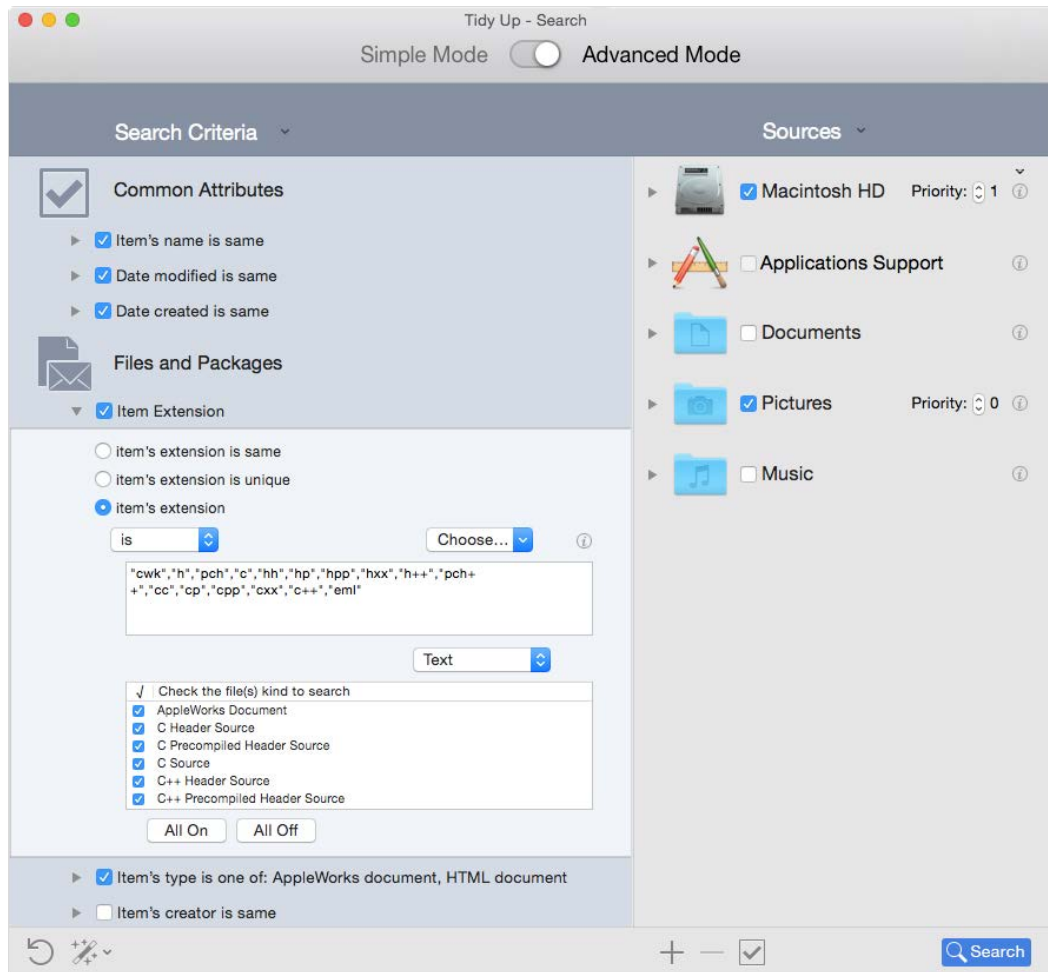 Tidy Up - Search
Simple Mode Advanced Mode
Search Criteria
Sources
Common Attributes
Item's name is same
Date modified is same
Date created is same
Files and Packages
Item Extension
item's extension is same
item's extension is unique
item's extension
is
Choose...
"cwk","h","pch","c","hh","hp","hpp","hxx","h++","pch+
+","cc","cp","cpp","cxx","c++","eml"
Text
√ Check the file(s) kind to search
AppleWorks Document
C Header Source
C Precompiled Header Source
C Source
C++ Header Source
C++ Precompiled Header Source
All On All Off
Item's type is one of: AppleWorks document, HTML document
Item's creator is same
Macintosh HD Priority: 1
Applications Support
Documents
Pictures Priority: 0
Music
Search